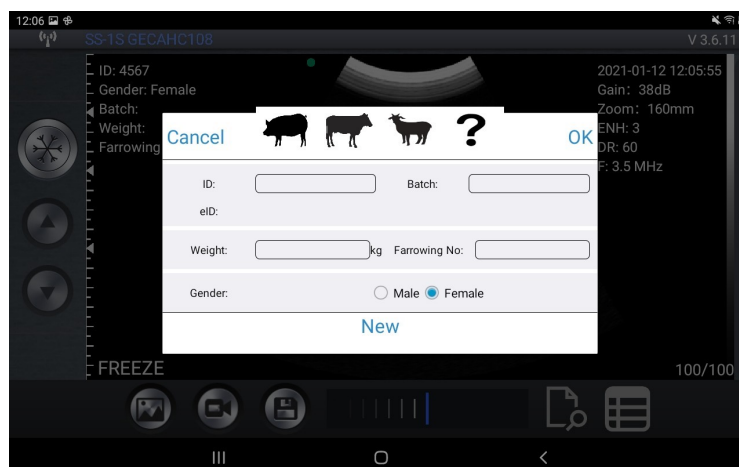 12:06
SS-1S GECAHC108 V 3.6.11
ID: 4567
Gender: Female
Batch:
Weight:
Farrowing
2021-01-12 12:05:55
Gain: 38dB
Zoom: 160mm
ENH: 3
DR: 60
F: 3.5 MHz
Cancel ? OK
ID: Batch:
eID:
Weight: kg Farrowing No:
Gender: Male Female
New
FREEZE 100/100